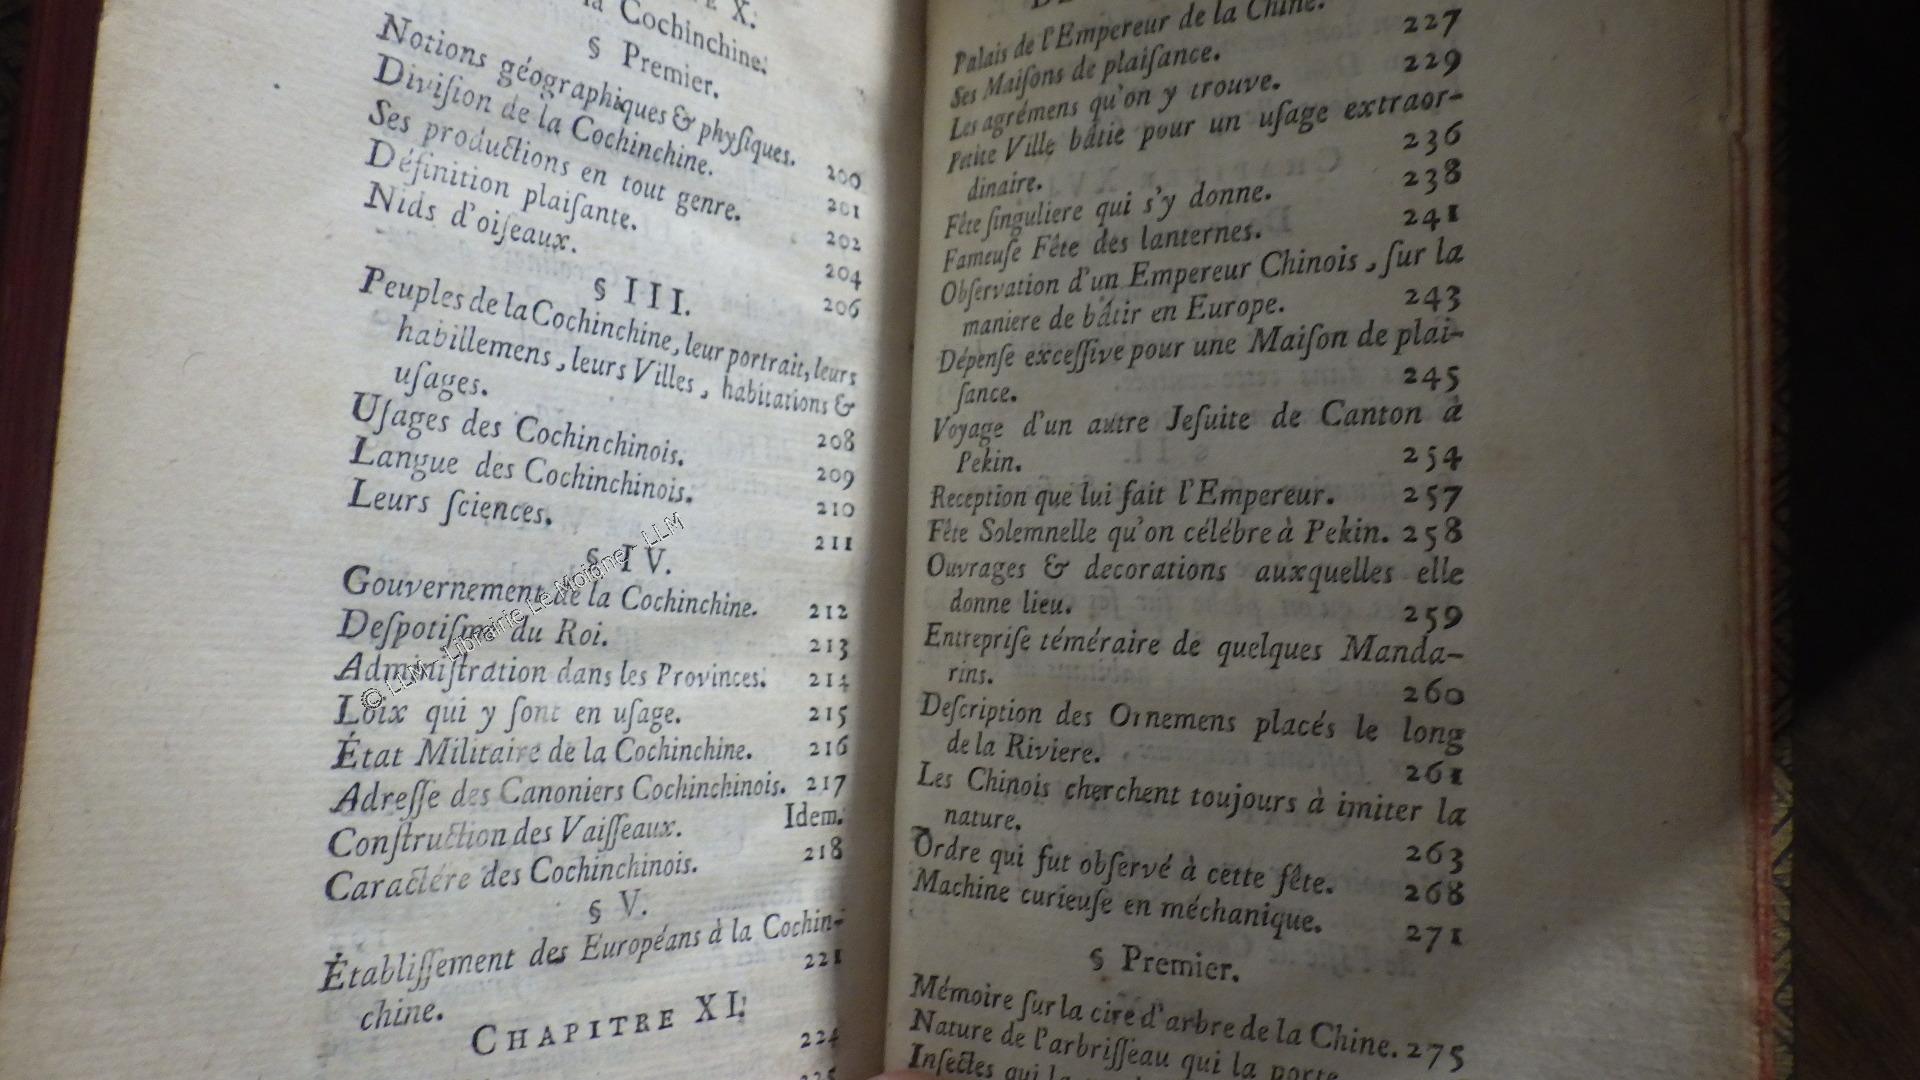 E X.
la Cochinchine.
§ Premier.
Notions géographiques & phyſiques. 200
Diviſion de la Cochinchine. 201
Ses productions en tout genre. 202
Définition plaiſante. 204
Nids d'oiſeaux. 206
§ III.
Peuples de la Cochinchine, leur portrait, leurs
habillemens, leurs Villes, habitations &
uſages. 208
Uſages des Cochinchinois. 209
Langue des Cochinchinois. 210
Leurs ſciences. 211
§ IV.
Gouvernement de la Cochinchine. 212
Deſpotiſme du Roi. 213
Adminiſtration dans les Provinces. 214
Loix qui y ſont en uſage. 215
État Militaire de la Cochinchine. 216
Adreſſe des Canoniers Cochinchinois. 217
Conſtruction des Vaiſſeaux. Idem.
Caractére des Cochinchinois. 218
§ V.
Établiſſement des Européans à la Cochin-
chine. 221
CHAPITRE XI.
224
225
Palais de l'Empereur de la Chine. 227
Ses Maiſons de plaiſance. 229
Les agrémens qu'on y trouve.
Petite Ville bâtie pour un uſage extraor-
dinaire. 236
Fête ſinguliere qui s'y donne. 238
Fameuſe Fête des lanternes. 241
Obſervation d'un Empereur Chinois, ſur la
maniere de bâtir en Europe. 243
Dépenſe exceſſive pour une Maiſon de plai-
ſance. 245
Voyage d'un autre Jeſuite de Canton à
Pekin. 254
Reception que lui fait l'Empereur. 257
Fête Solemnelle qu'on célébre à Pekin. 258
Ouvrages & decorations auxquelles elle
donne lieu. 259
Entrepriſe téméraire de quelques Manda-
rins. 260
Deſcription des Ornemens placés le long
de la Riviere. 261
Les Chinois cherchent toujours à imiter la
nature. 263
Ordre qui fut obſervé à cette fête. 268
Machine curieuſe en méchanique. 271
§ Premier.
Mémoire ſur la cire d'arbre de la Chine. 275
Nature de l'arbriſſeau qui la porte
Inſectes qui la
© LLM - Librairie Le Moigne - LLM